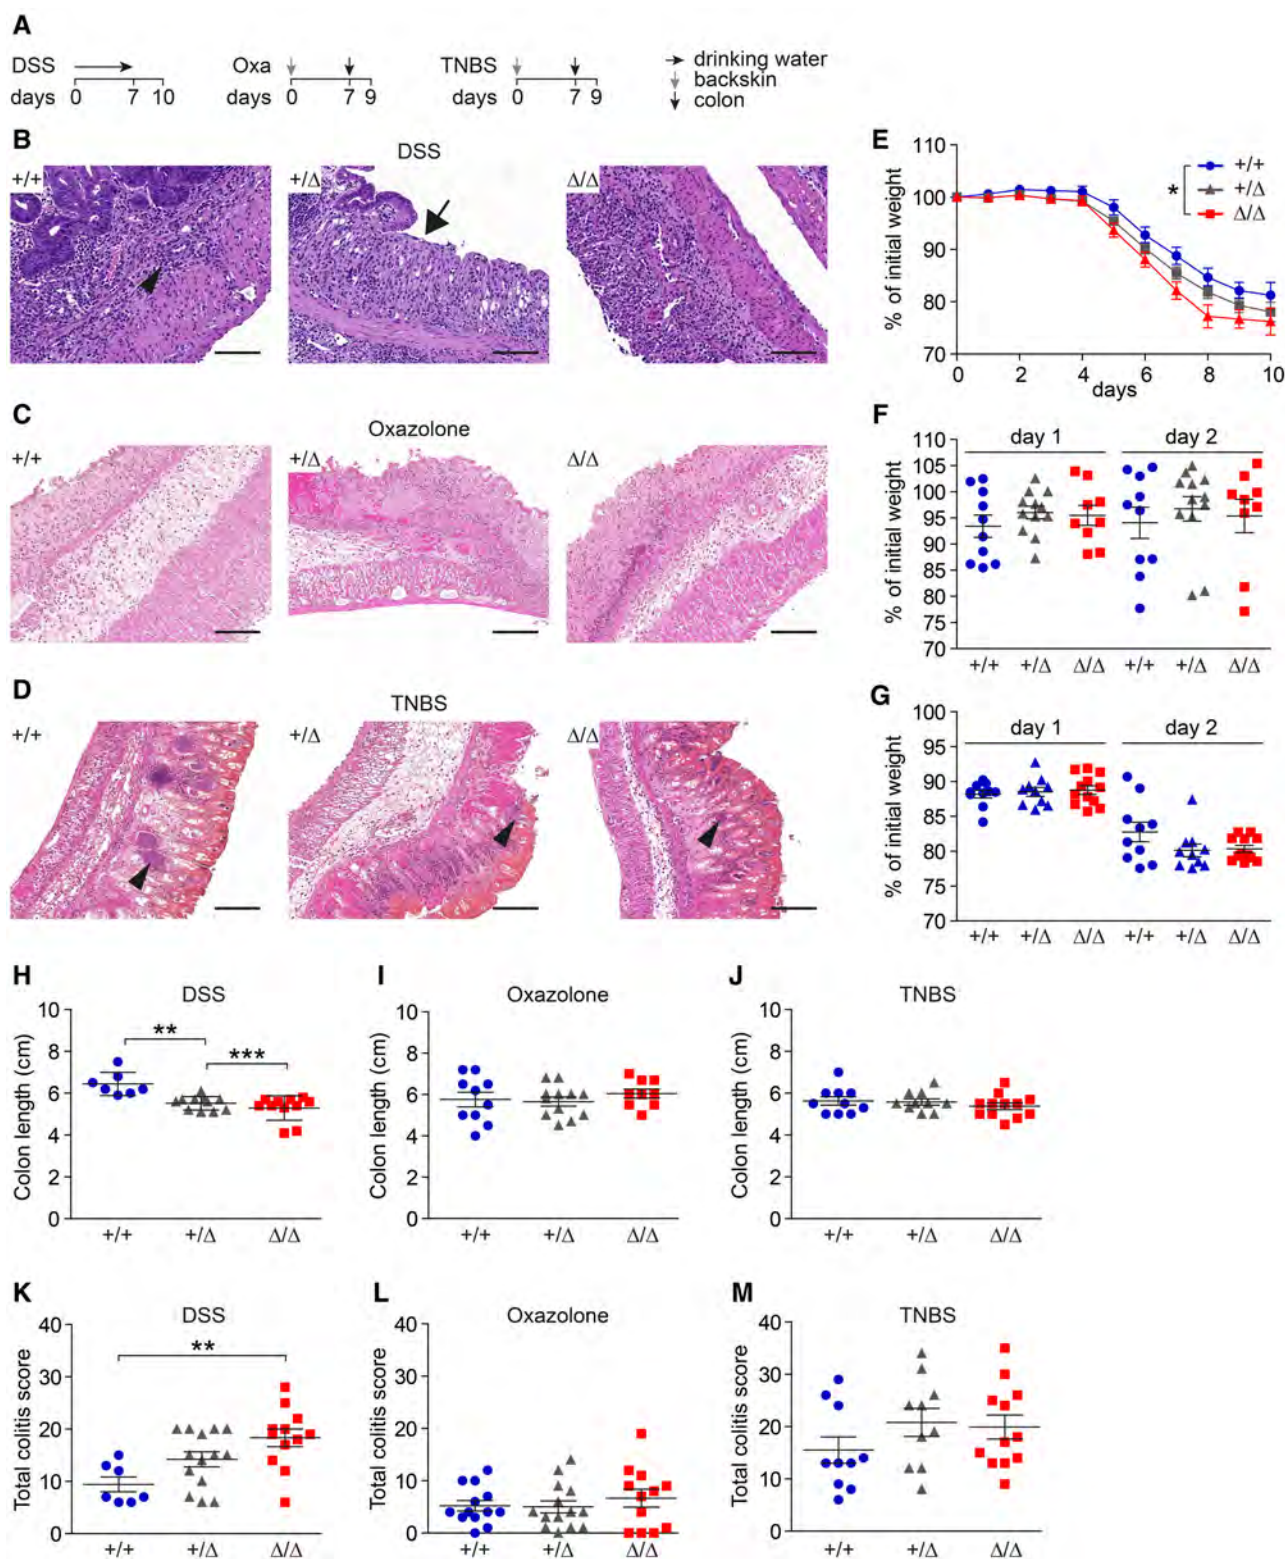 A
DSS
days 0 7 10
Oxa
days 0 7 9
TNBS
days 0 7 9
drinking water
backskin
colon
B
DSS
+/+
+/Δ
Δ/Δ
C
Oxazolone
+/+
+/Δ
Δ/Δ
D
TNBS
+/+
+/Δ
Δ/Δ
E
% of initial weight
110
100
90
80
70
0 2 4 6 8 10
days
*
+/+
+/Δ
Δ/Δ
F
% of initial weight
day 1 day 2
110
105
100
95
90
85
80
75
70
+/+ +/Δ Δ/Δ +/+ +/Δ Δ/Δ
G
% of initial weight
day 1 day 2
100
95
90
85
80
75
70
+/+ +/Δ Δ/Δ +/+ +/Δ Δ/Δ
H
DSS
Colon length (cm)
10
8
6
4
2
0
**
***
+/+ +/Δ Δ/Δ
I
Oxazolone
Colon length (cm)
10
8
6
4
2
0
+/+ +/Δ Δ/Δ
J
TNBS
Colon length (cm)
10
8
6
4
2
0
+/+ +/Δ Δ/Δ
K
DSS
Total colitis score
40
30
20
10
0
**
+/+ +/Δ Δ/Δ
L
Oxazolone
Total colitis score
40
30
20
10
0
+/+ +/Δ Δ/Δ
M
TNBS
Total colitis score
40
30
20
10
0
+/+ +/Δ Δ/Δ